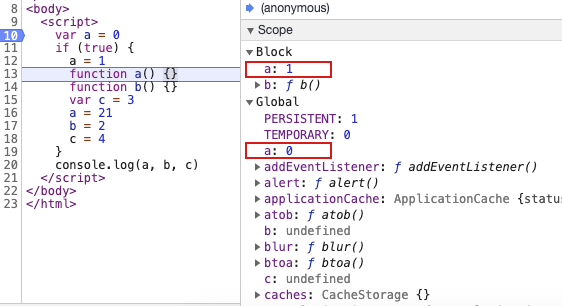 8 <body>
9 <script>
10 var a = 0
11 if (true) {
12 a = 1
13 function a() {}
14 function b() {}
15 var c = 3
16 a = 21
17 b = 2
18 c = 4
19 }
20 console.log(a, b, c)
21 </script>
22 </body>
23 </html>
(anonymous)
Scope
Block
a: 1
b: ƒ b()
Global
PERSISTENT: 1
TEMPORARY: 0
a: 0
addEventListener: ƒ addEventListener()
alert: ƒ alert()
applicationCache: ApplicationCache {status
atob: ƒ atob()
b: undefined
blur: ƒ blur()
btoa: ƒ btoa()
c: undefined
caches: CacheStorage {}